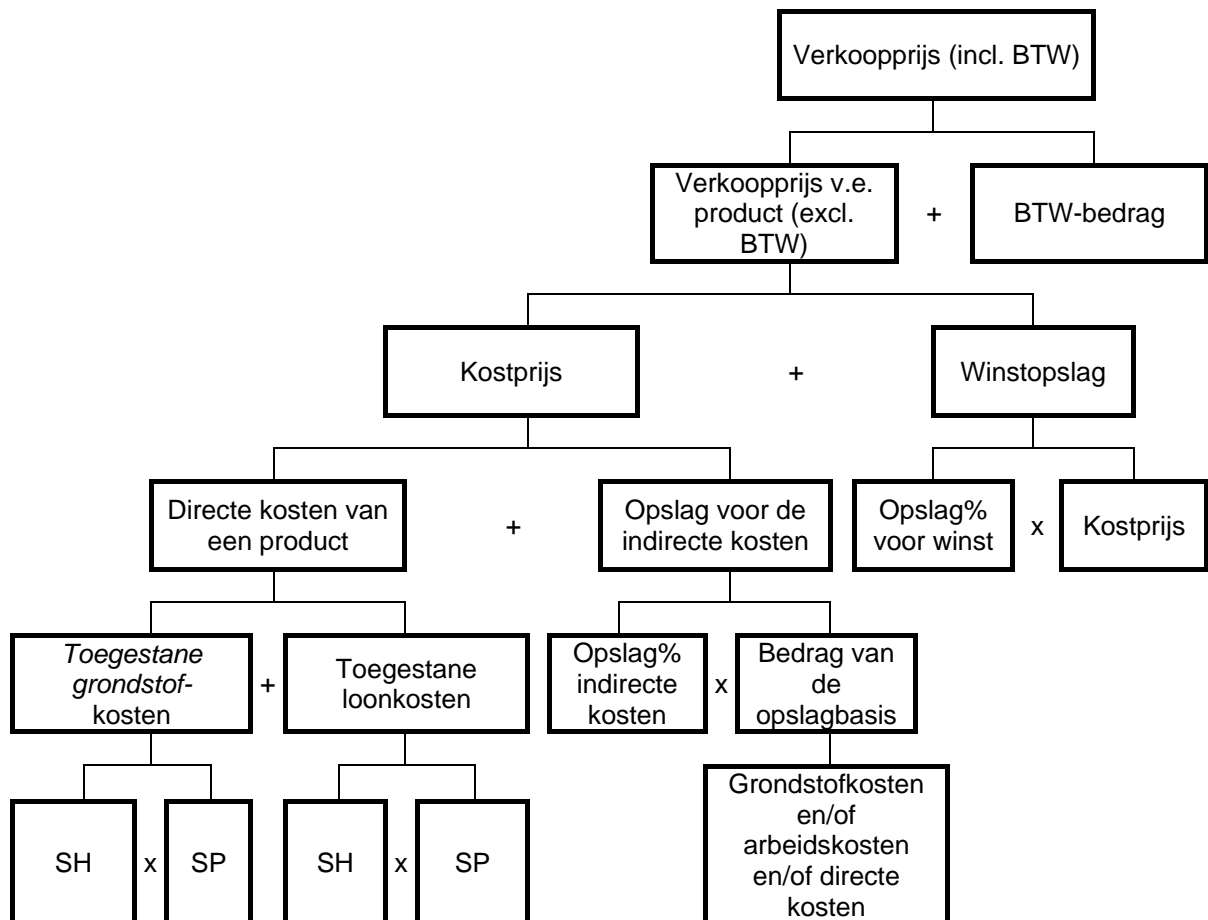 Verkoopprijs (incl. BTW)
Verkoopprijs v.e.
product (excl.
BTW)
+
BTW-bedrag
Kostprijs
+
Winstopslag
Directe kosten van
een product
+
Opslag voor de
indirecte kosten
Opslag%
voor winst
x
Kostprijs
Toegestane
grondstof-
kosten
+
Toegestane
loonkosten
Opslag%
indirecte
kosten
x
Bedrag van
de
opslagbasis
SH
x
SP
SH
x
SP
Grondstofkosten
en/of
arbeidskosten
en/of directe
kosten